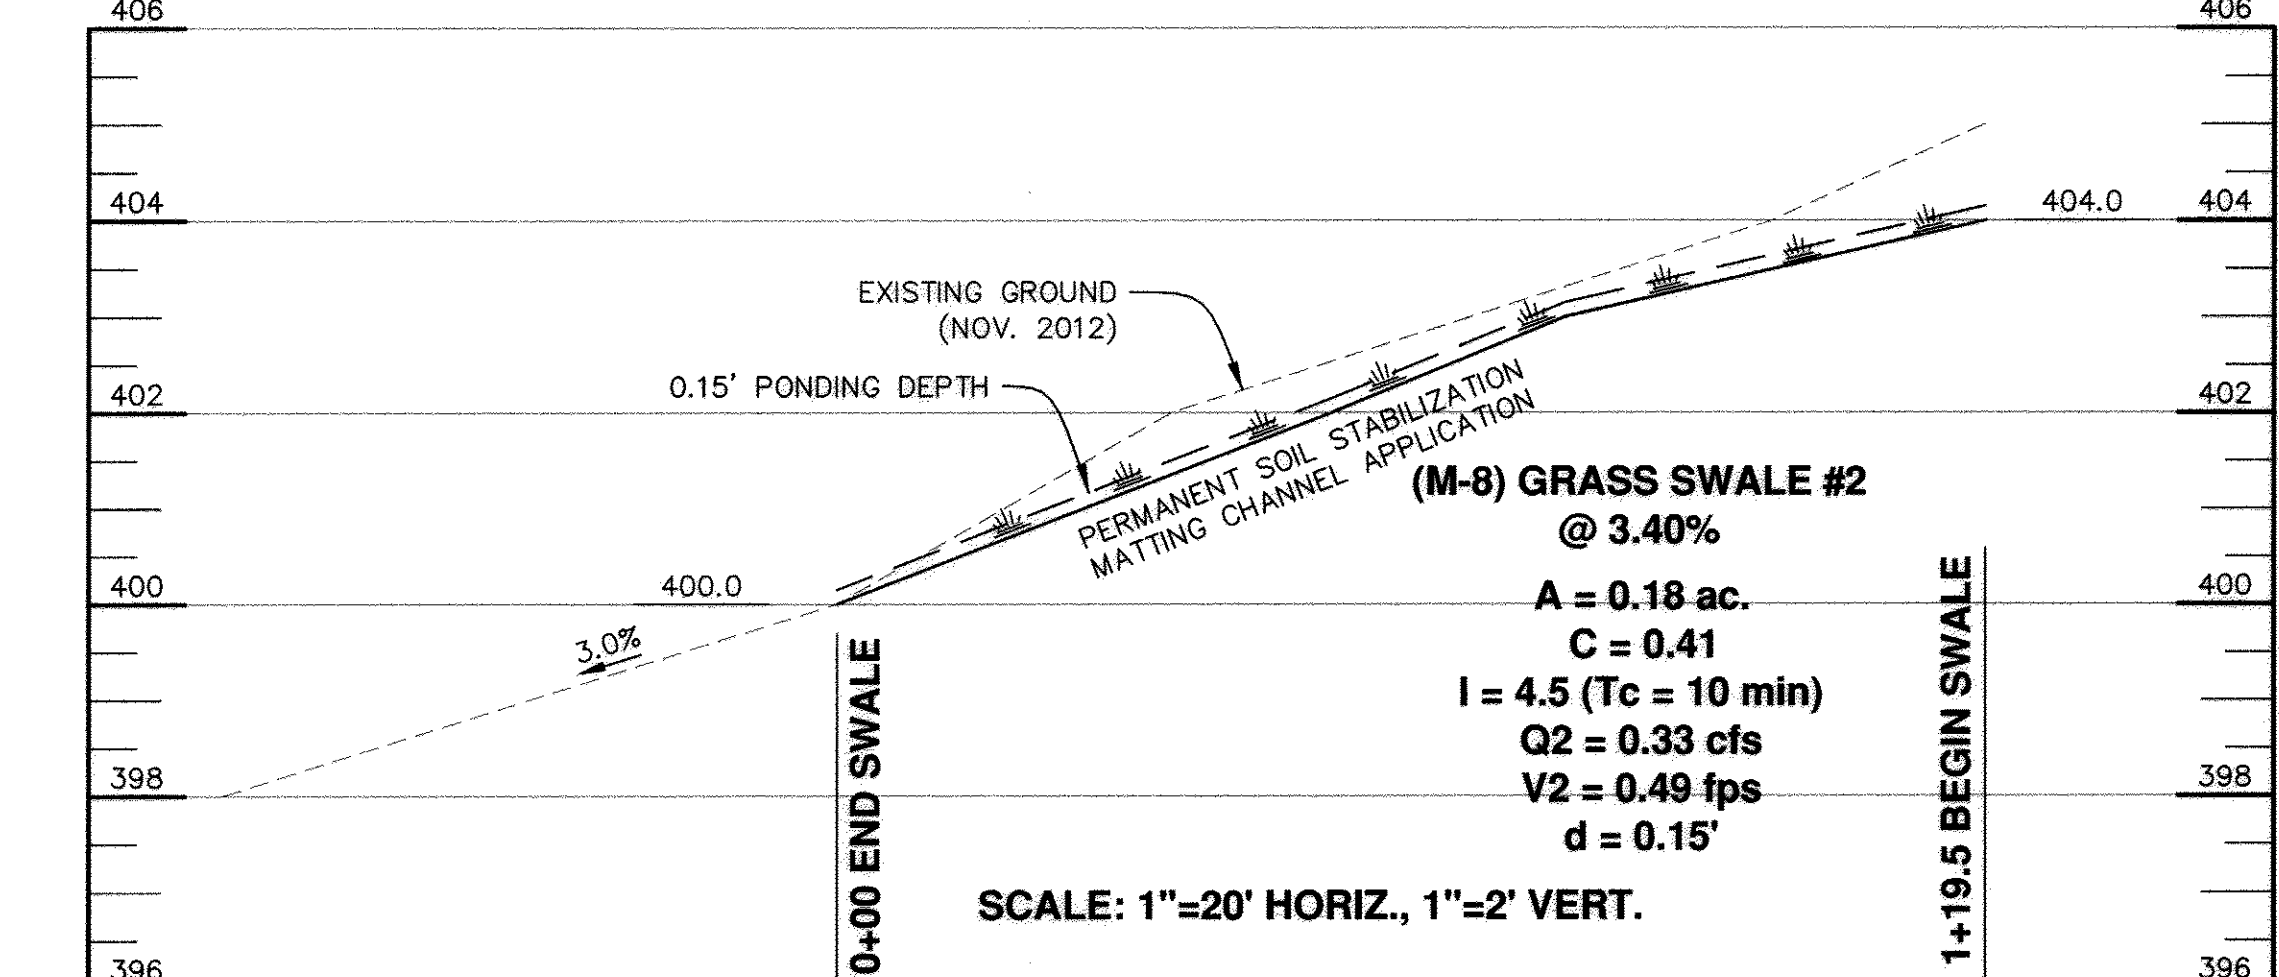 406
406
404
404.0
404
EXISTING GROUND
(NOV. 2012)
0.15' PONDING DEPTH
402
402
PERMANENT SOIL STABILIZATION
MATTING CHANNEL APPLICATION
(M-8) GRASS SWALE #2
@ 3.40%
400
400.0
400
A = 0.18 ac.
C = 0.41
I = 4.5 (Tc = 10 min)
Q2 = 0.33 cfs
V2 = 0.49 fps
d = 0.15'
3.0%
0+00 END SWALE
1+19.5 BEGIN SWALE
398
398
SCALE: 1"=20' HORIZ., 1"=2' VERT.
396
396